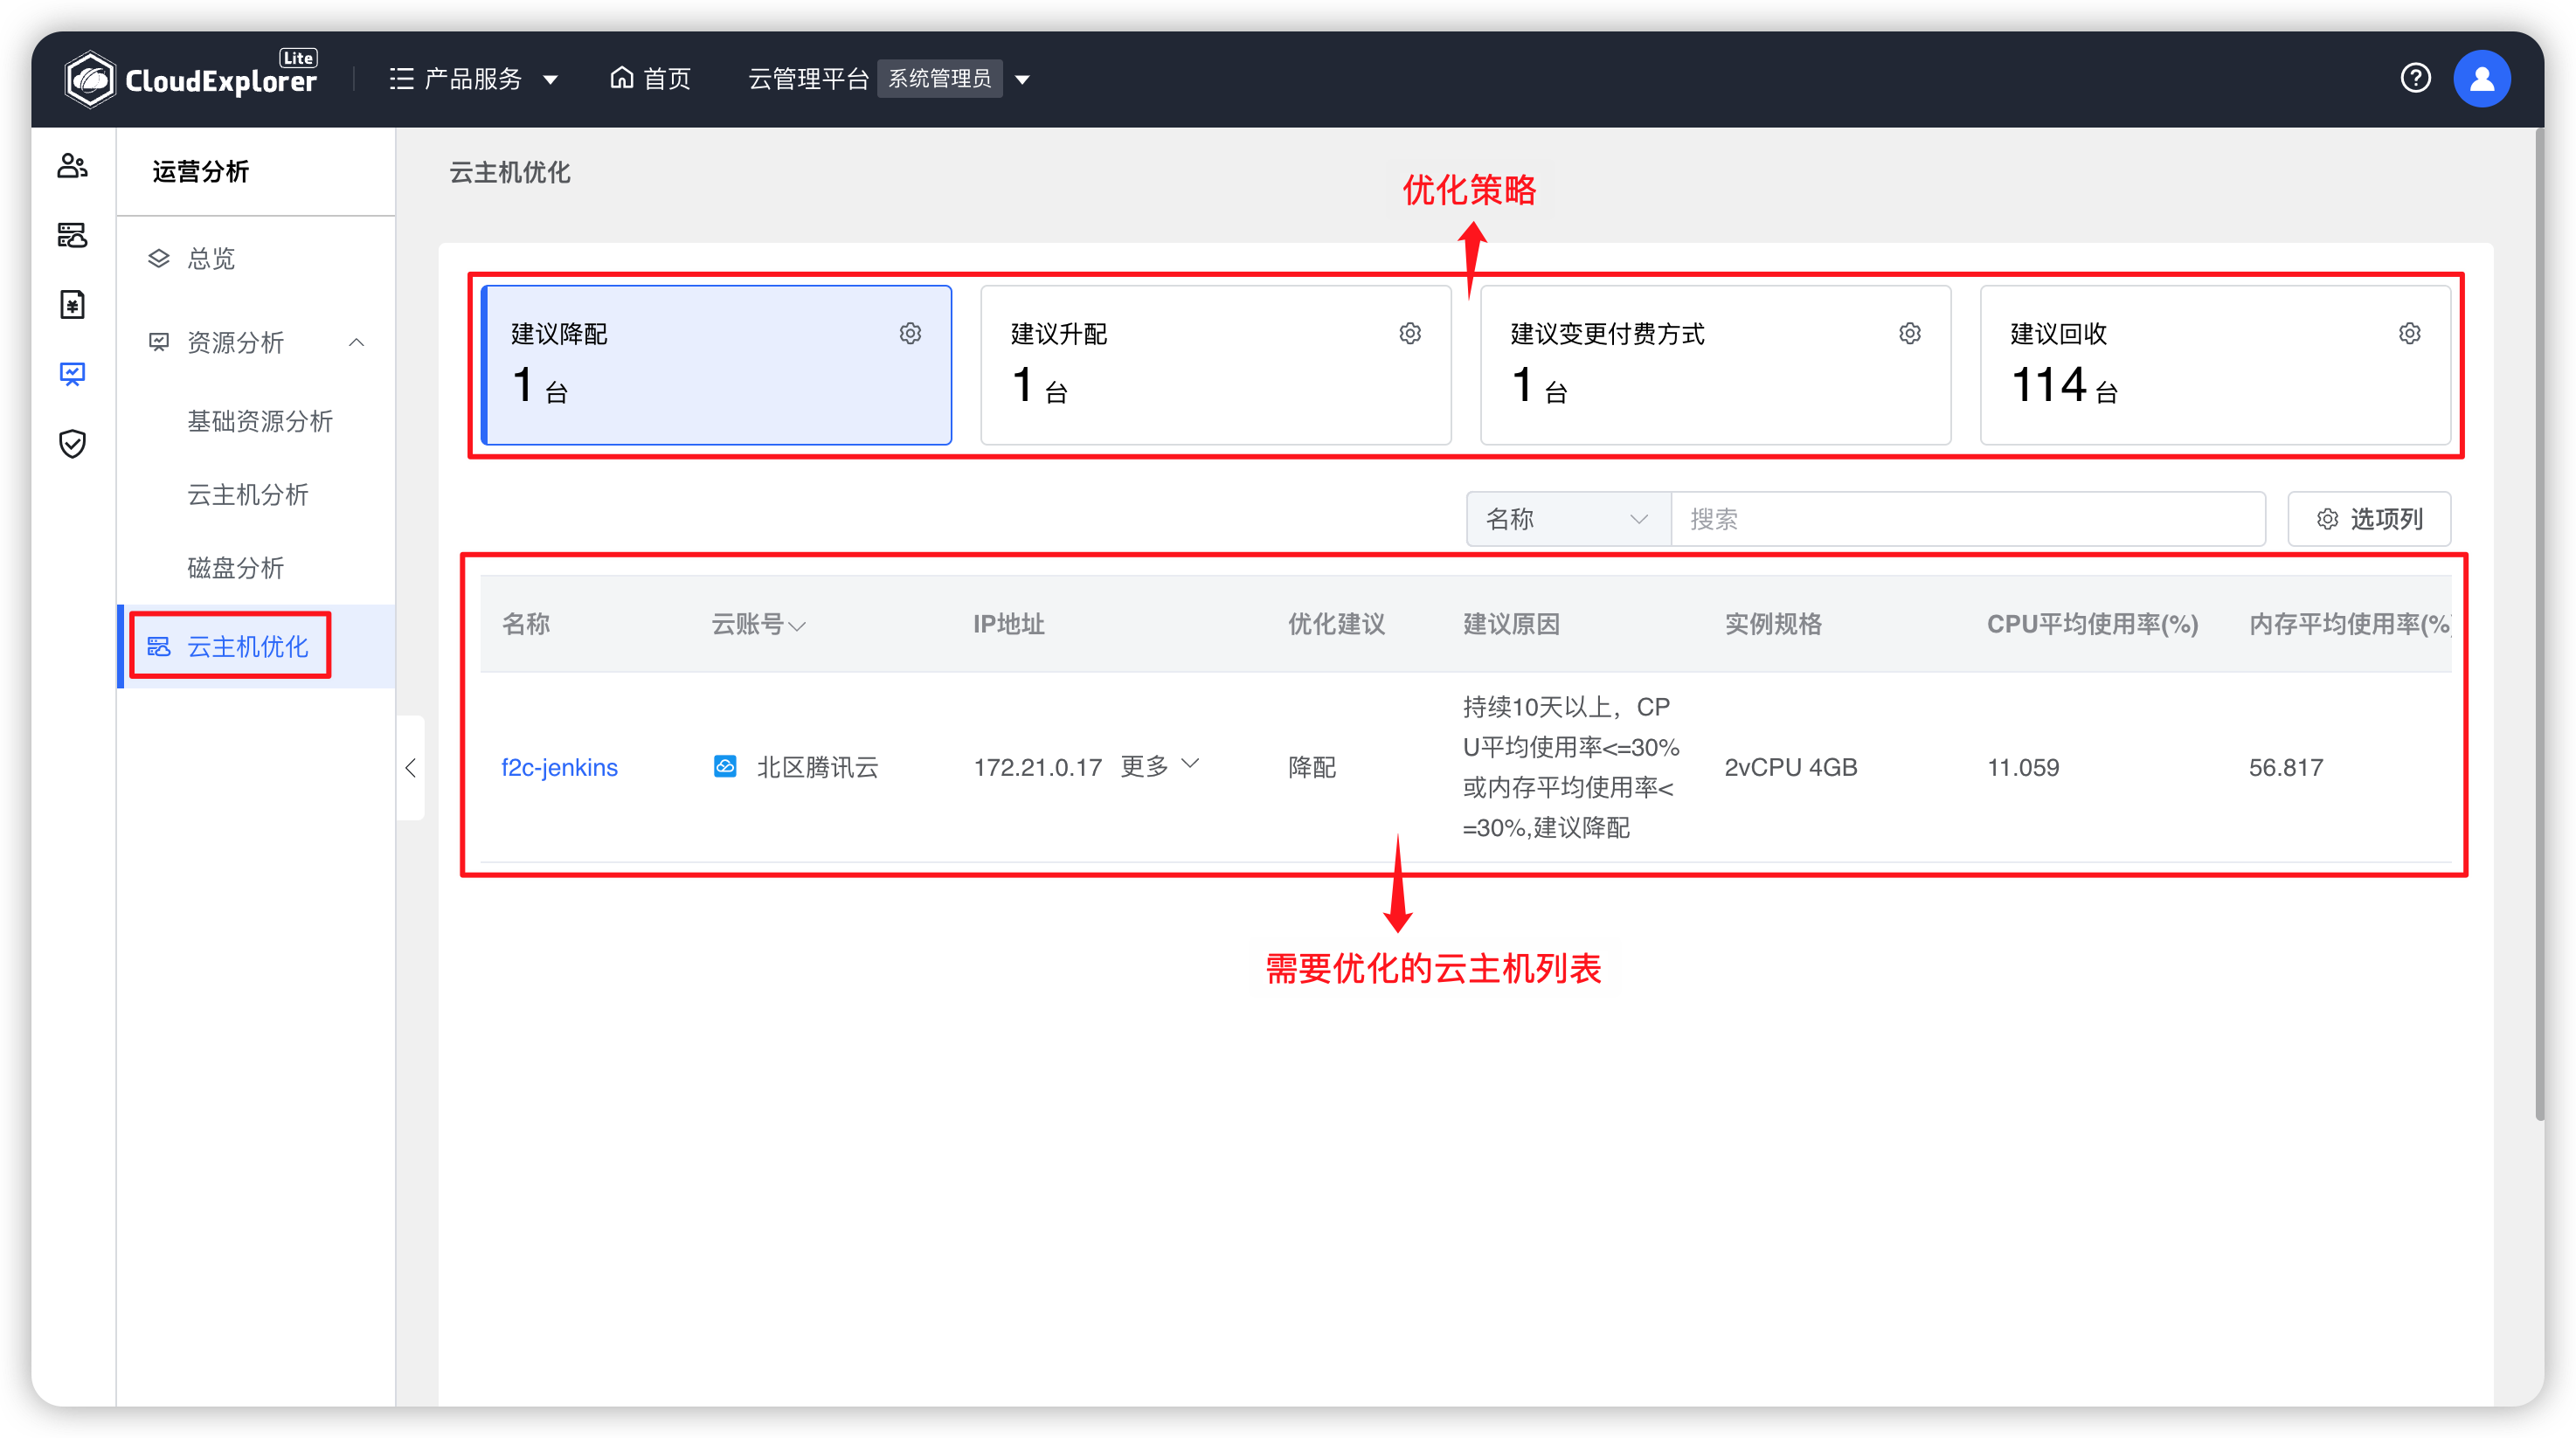 CloudExplorer Lite
产品服务
首页
云管理平台 系统管理员
运营分析
总览
资源分析
基础资源分析
云主机分析
磁盘分析
云主机优化
云主机优化
优化策略
建议降配
1 台
建议升配
1 台
建议变更付费方式
1 台
建议回收
114 台
名称
搜索
选项列
名称 云账号 IP地址 优化建议 建议原因 实例规格 CPU平均使用率(%) 内存平均使用率(%)
f2c-jenkins 北区腾讯云 172.21.0.17 更多 降配
持续10天以上，CP
U平均使用率<=30%
或内存平均使用率<
=30%,建议降配
2vCPU 4GB 11.059 56.817
需要优化的云主机列表